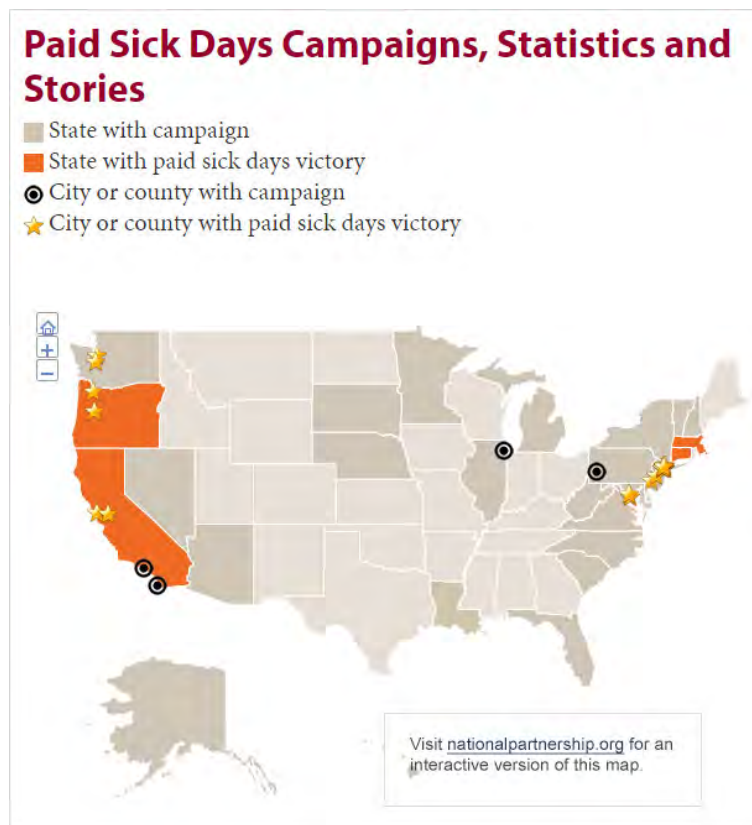 Paid Sick Days Campaigns, Statistics and
Stories
State with campaign
State with paid sick days victory
City or county with campaign
City or county with paid sick days victory
+
−
Visit nationalpartnership.org for an
interactive version of this map.